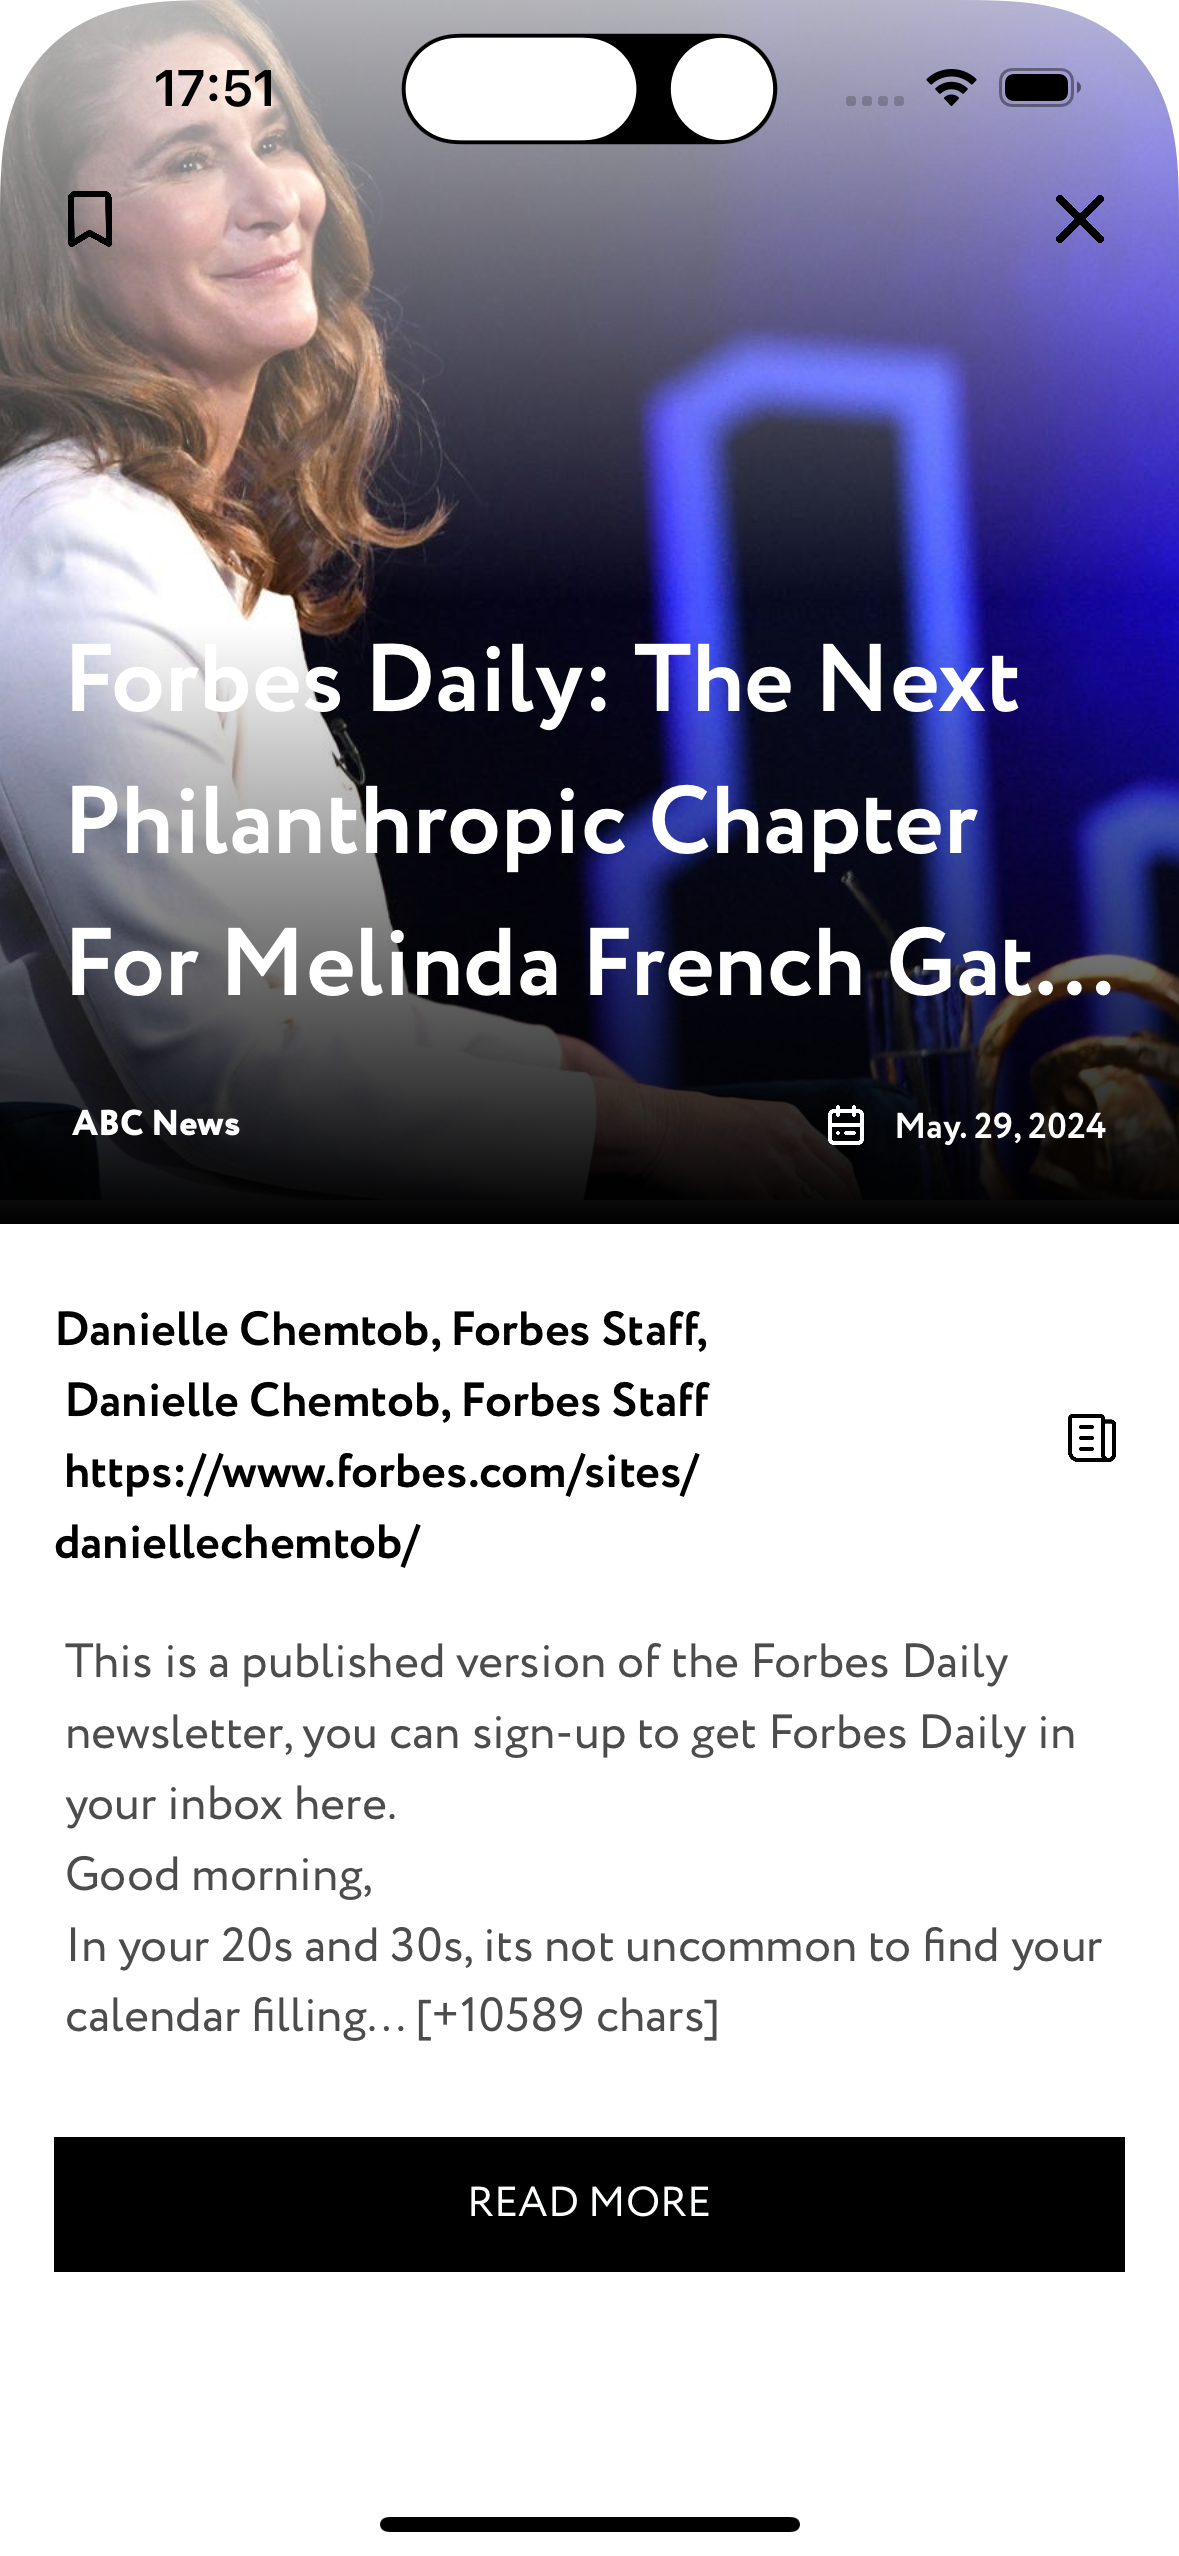 17:51
Forbes Daily: The Next
Philanthropic Chapter
For Melinda French Gat...
ABC News
May. 29, 2024
Danielle Chemtob, Forbes Staff,
Danielle Chemtob, Forbes Staff
https://www.forbes.com/sites/
daniellechemtob/
This is a published version of the Forbes Daily
newsletter, you can sign-up to get Forbes Daily in
your inbox here.
Good morning,
In your 20s and 30s, its not uncommon to find your
calendar filling… [+10589 chars]
READ MORE